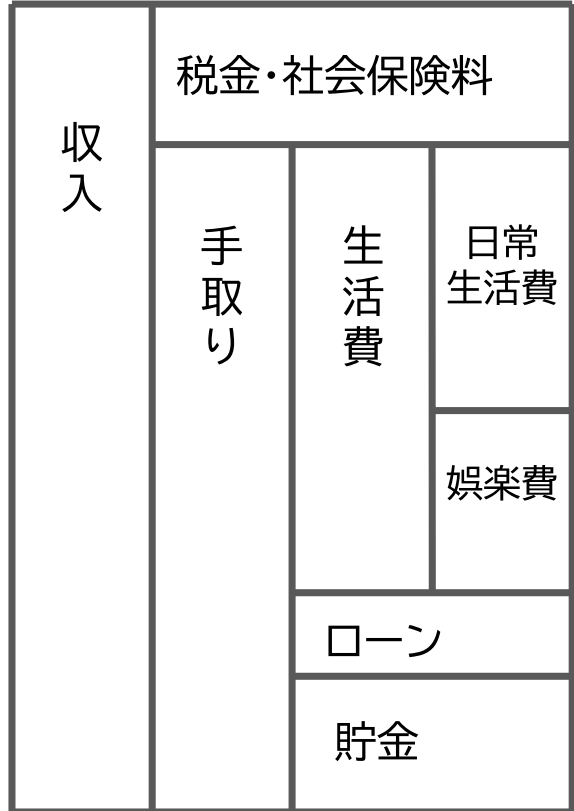 収入
税金・社会保険料
手取り
生活費
日常
生活費
娯楽費
ローン
貯金